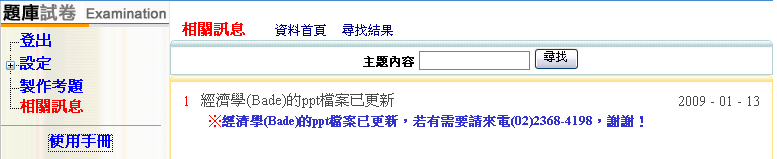 題庫試卷 Examination
登出
設定
製作考題
相關訊息
使用手冊
相關訊息 資料首頁 尋找結果
主題內容 尋找
1 經濟學(Bade)的ppt檔案已更新 2009 - 01 - 13
※經濟學(Bade)的ppt檔案已更新，若有需要請來電(02)2368-4198，謝謝！